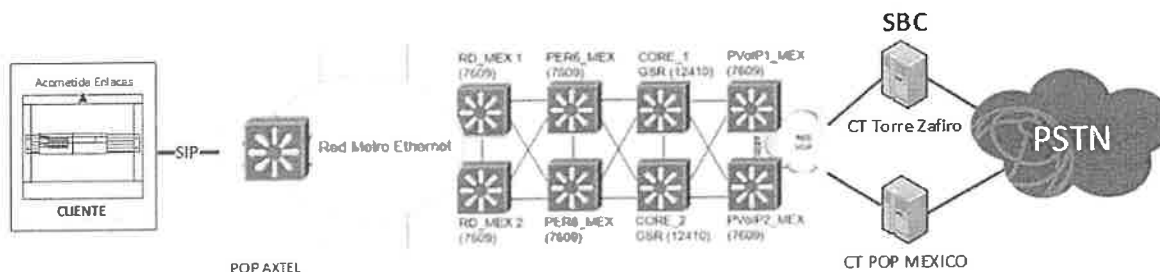 SBC
RD_MEX 1
(7609)
PER5_MEX
(7609)
CORE_1
GSR (12410)
PVoIP1_MEX
(7609)
Acometida Enlaces
CLIENTE
SIP
Red Metro Ethernet
CT Torre Zafiro
PSTN
RD_MEX 2
(7609)
PER6_MEX
(7609)
CORE_2
GSR (12410)
PVoIP2_MEX
(7609)
POP AXTEL
CT POP MEXICO